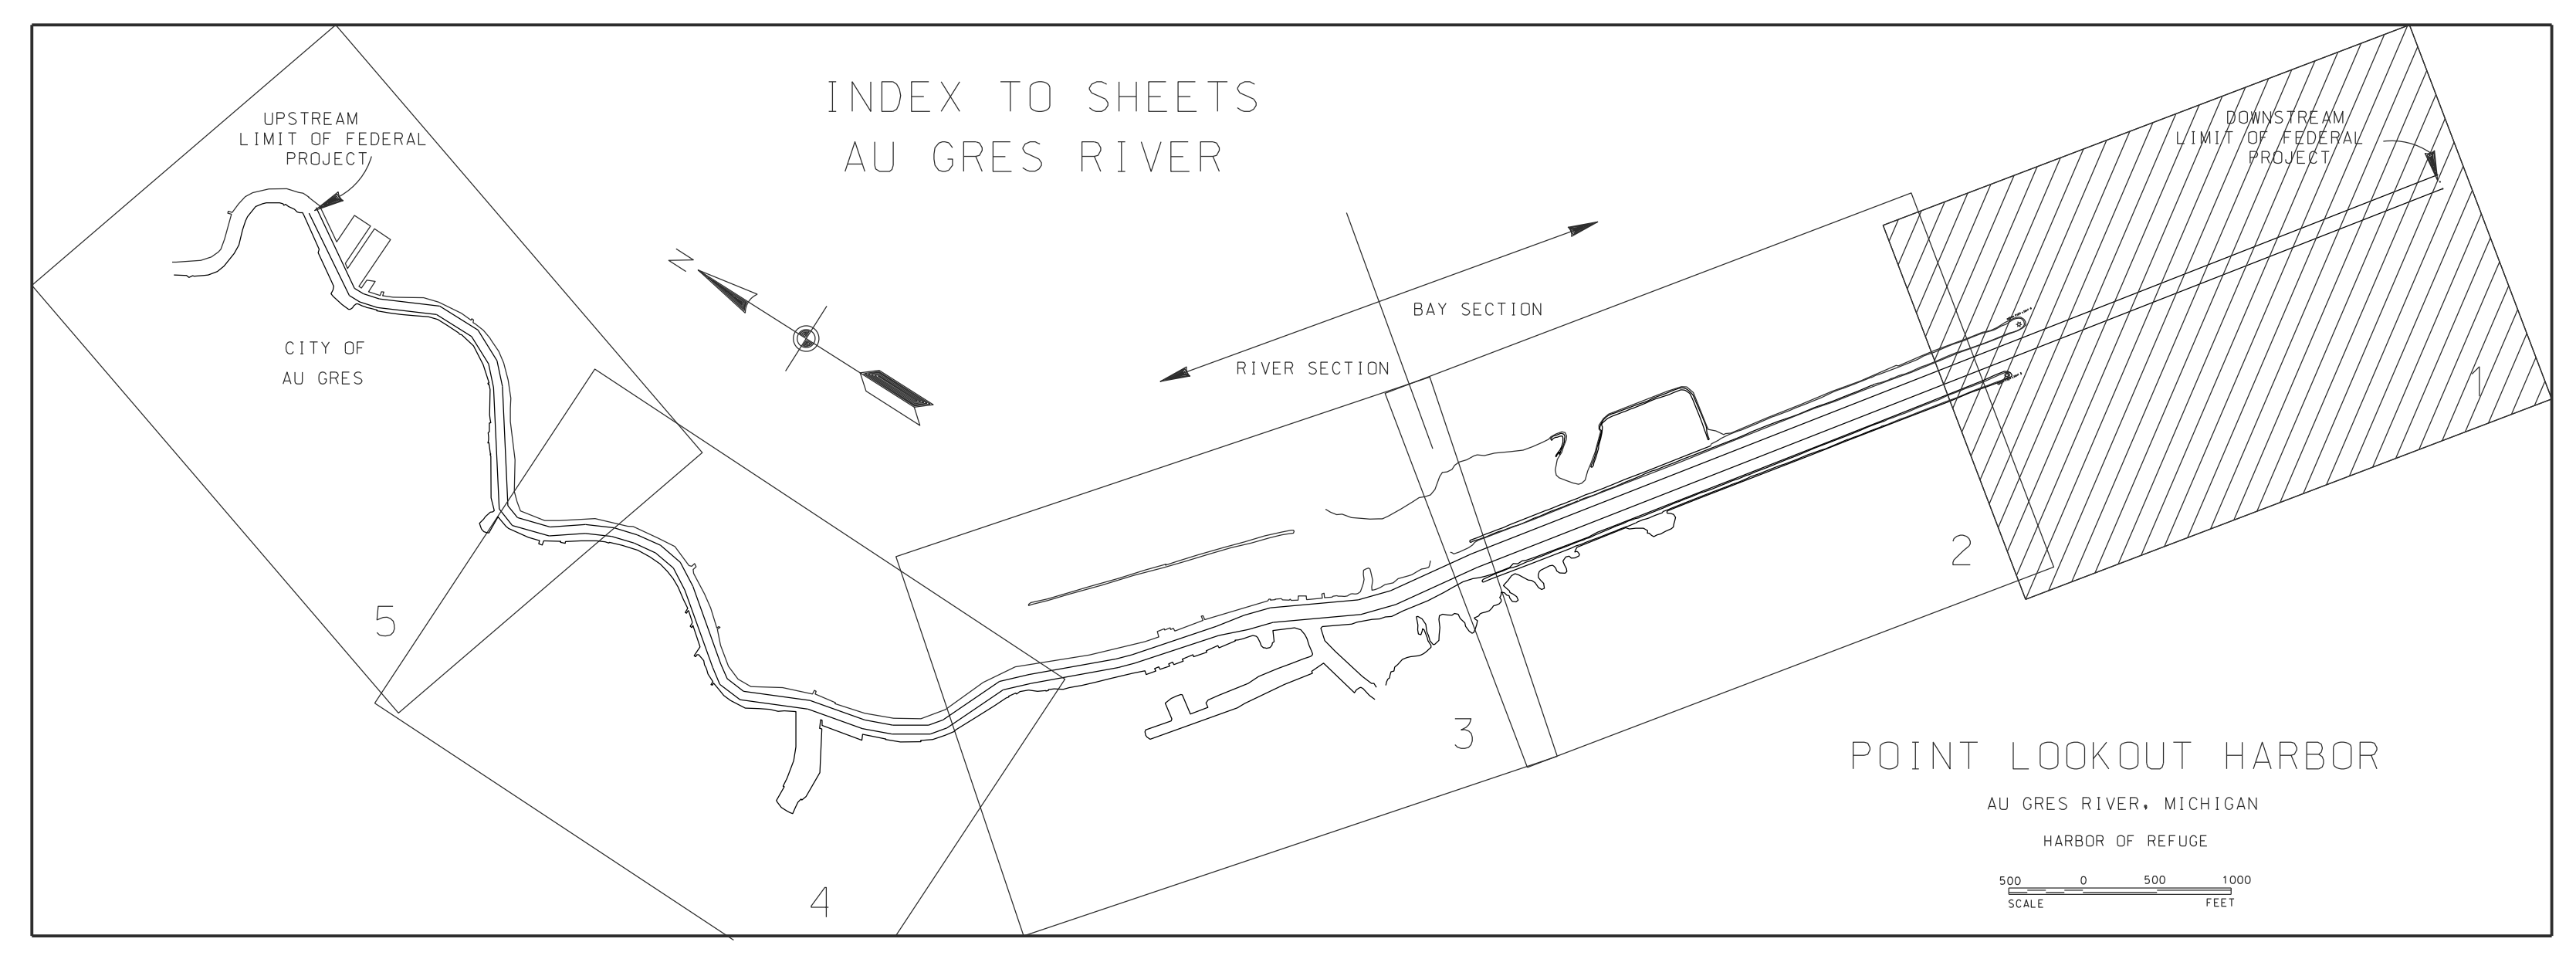 INDEX TO SHEETS
AU GRES RIVER
UPSTREAM
LIMIT OF FEDERAL
PROJECT
DOWNSTREAM
LIMIT OF FEDERAL
PROJECT
N
BAY SECTION
RIVER SECTION
CITY OF
AU GRES
1
2
3
4
5
POINT LOOKOUT HARBOR
AU GRES RIVER, MICHIGAN
HARBOR OF REFUGE
500 0 500 1000
SCALE FEET